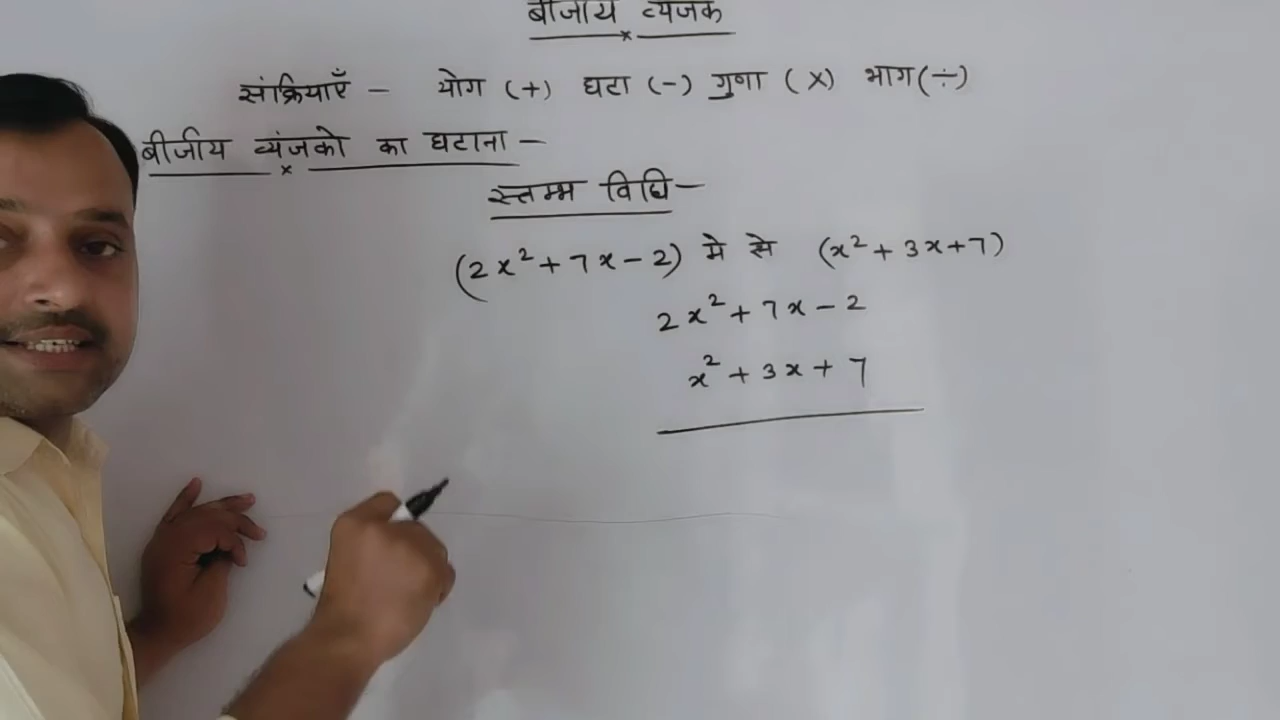 बीजीय व्यंजक
संक्रियाएँ - योग (+) घटा (-) गुणा (×) भाग (÷)
बीजीय व्यंजको का घटाना -
स्तम्भ विधि -
(2x² + 7x - 2) मे से (x² + 3x + 7)
2x² + 7x - 2
x² + 3x + 7